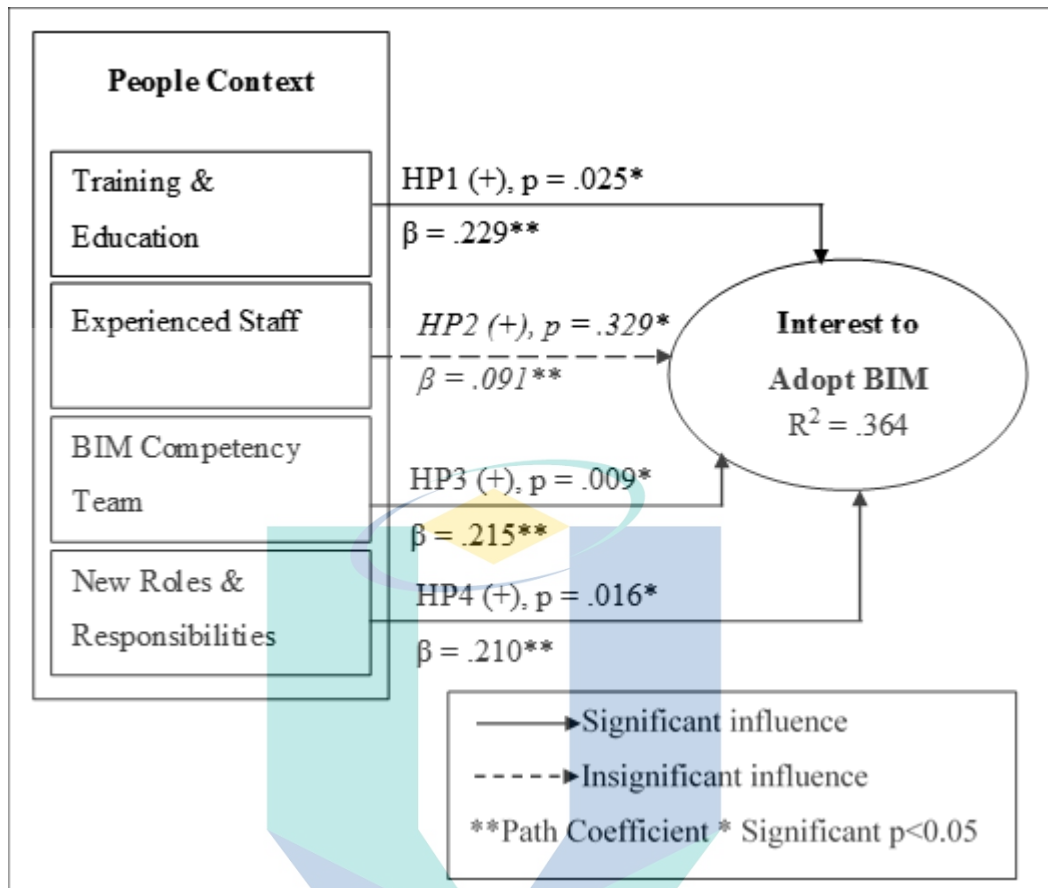 People Context
Training &
Education
HP1 (+), p = .025*
β = .229**
Experienced Staff
HP2 (+), p = .329*
β = .091**
Interest to
Adopt BIM
R² = .364
BIM Competency
Team
HP3 (+), p = .009*
β = .215**
New Roles &
Responsibilities
HP4 (+), p = .016*
β = .210**
Significant influence
Insignificant influence
**Path Coefficient * Significant p<0.05